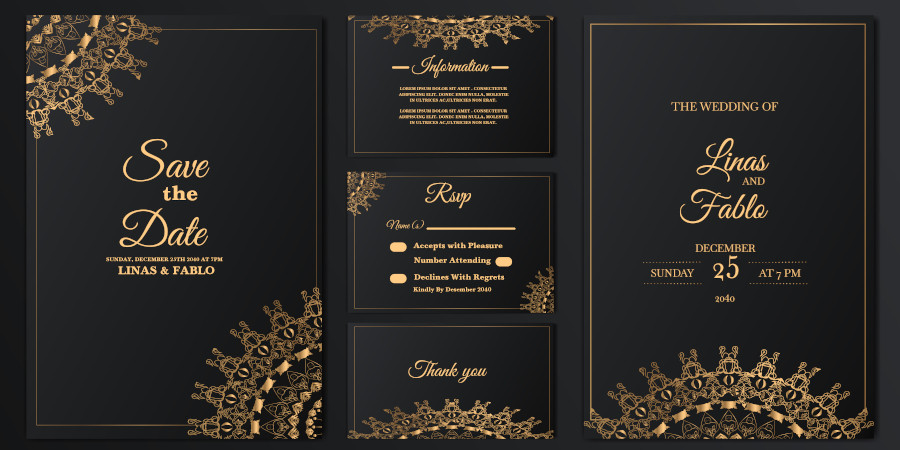 Save
the
Date
SUNDAY, DECEMBER 25TH 2040 AT 7PM
LINAS & FABLO
Information
LOREM IPSUM DOLOR SIT AMET , CONSECTETUR
ADIPISCING ELIT. DONEC ENIM NULLA, MOLESTIE
IN ULTRICES AC,ULTRICIES NON ERAT.
LOREM IPSUM DOLOR SIT AMET , CONSECTETUR
ADIPISCING ELIT. DONEC ENIM NULLA, MOLESTIE
IN ULTRICES AC,ULTRICIES NON ERAT.
Rsvp
Name (s)
Accepts with Pleasure
Number Attending
Declines With Regrets
Kindly By Desember 2040
Thank you
THE WEDDING OF
Linas
AND
Fablo
DECEMBER
SUNDAY 25 AT 7 PM
2040